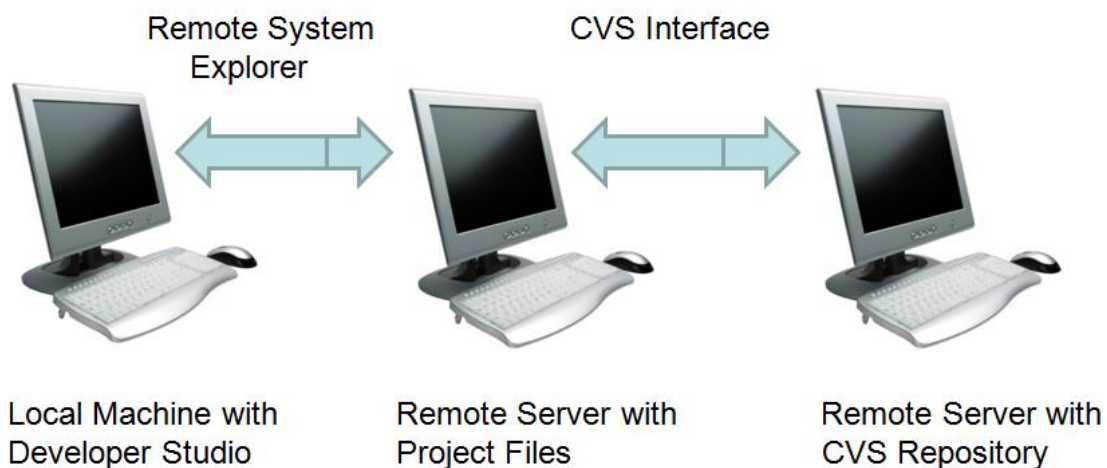 Remote System
Explorer
CVS Interface
Local Machine with
Developer Studio
Remote Server with
Project Files
Remote Server with
CVS Repository